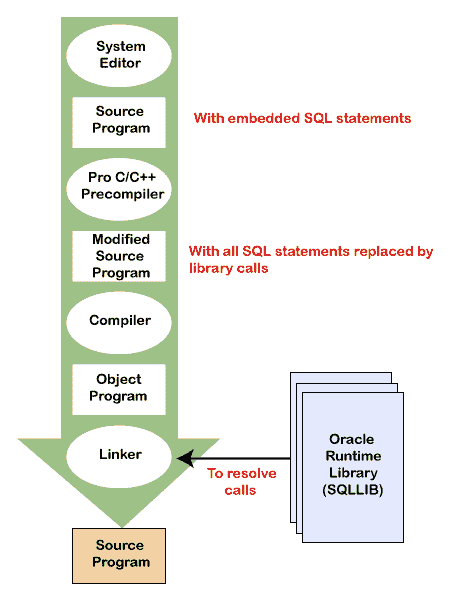 System
Editor
Source
Program
With embedded SQL statements
Pro C/C++
Precompiler
Modified
Source
Program
With all SQL statements replaced by
library calls
Compiler
Object
Program
Linker
To resolve
calls
Oracle
Runtime
Library
(SQLLIB)
Source
Program